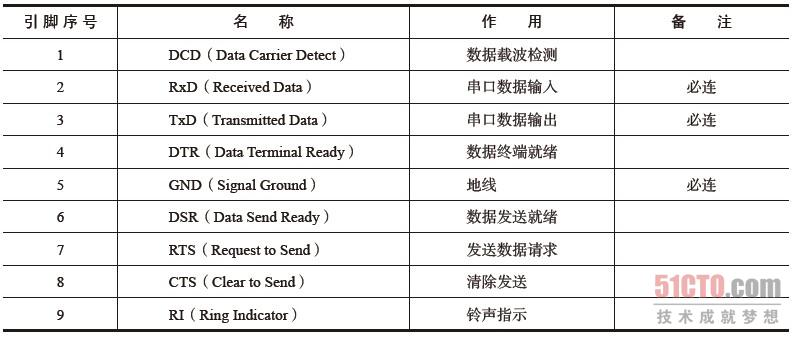 引脚序号 名称 作用 备注
1 DCD（Data Carrier Detect） 数据载波检测
2 RxD（Received Data） 串口数据输入 必连
3 TxD（Transmitted Data） 串口数据输出 必连
4 DTR（Data Terminal Ready） 数据终端就绪
5 GND（Signal Ground） 地线 必连
6 DSR（Data Send Ready） 数据发送就绪
7 RTS（Request to Send） 发送数据请求
8 CTS（Clear to Send） 清除发送
9 RI（Ring Indicator） 铃声指示
51CTO.com
技术成就梦想